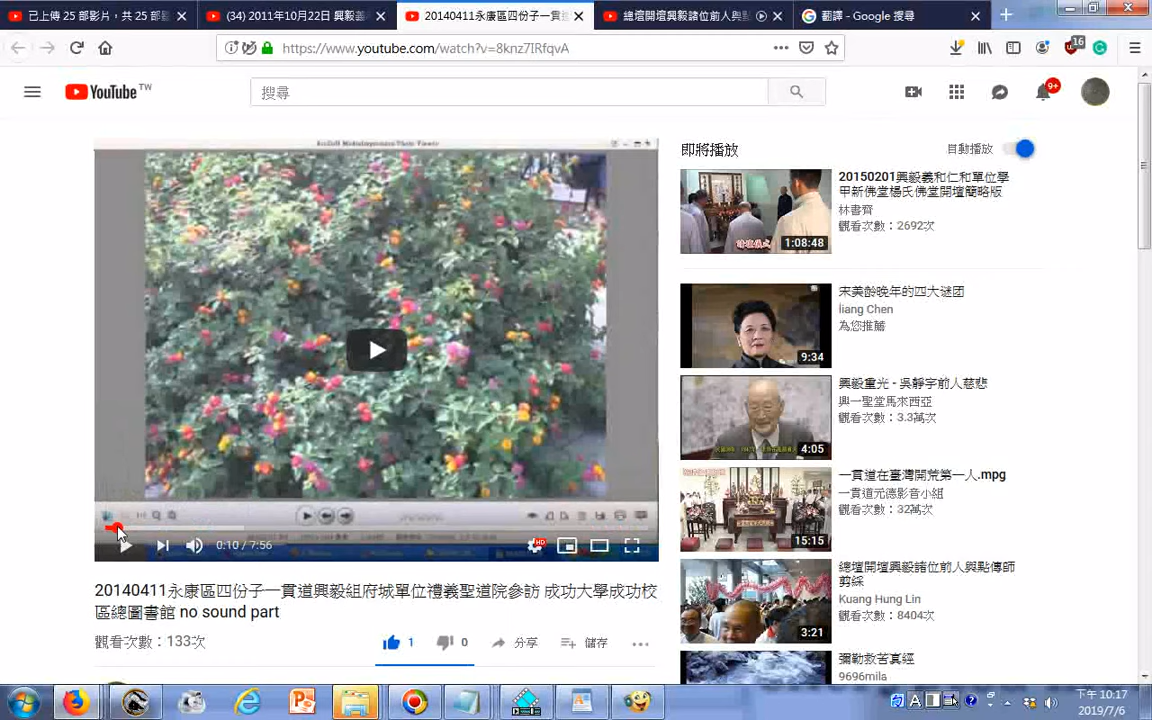 已上傳 25 部影片，共 25 部
(34) 2011年10月22日 興毅
20140411永康區四份子一貫
總壇開壇興毅諸位前人與點
翻譯 - Google 搜尋
https://www.youtube.com/watch?v=8knz7lRfqvA
16
YouTube TW
搜尋
9+
即將播放
自動播放
20150201興毅義和仁和單位學
甲新佛堂楊氏佛堂開壇簡略版
林書齊
觀看次數：2692次
1:08:48
宋美齡晚年的四大谜团
liang Chen
為您推薦
9:34
興毅重光 - 吳靜宇前人慈悲
興一聖堂馬來西亞
觀看次數：3.3萬次
4:05
一貫道在臺灣開荒第一人.mpg
一貫道元德影音小組
觀看次數：32萬次
15:15
總壇開壇興毅諸位前人與點傳師
剪綵
Kuang Hung Lin
觀看次數：8404次
3:21
彌勒救苦真經
9696mila
0:10 / 7:56
HD
20140411永康區四份子一貫道興毅組府城單位禮義聖道院參訪 成功大學成功校
區總圖書館 no sound part
觀看次數：133次
1
0
分享
儲存
下午 10:17
2019/7/6